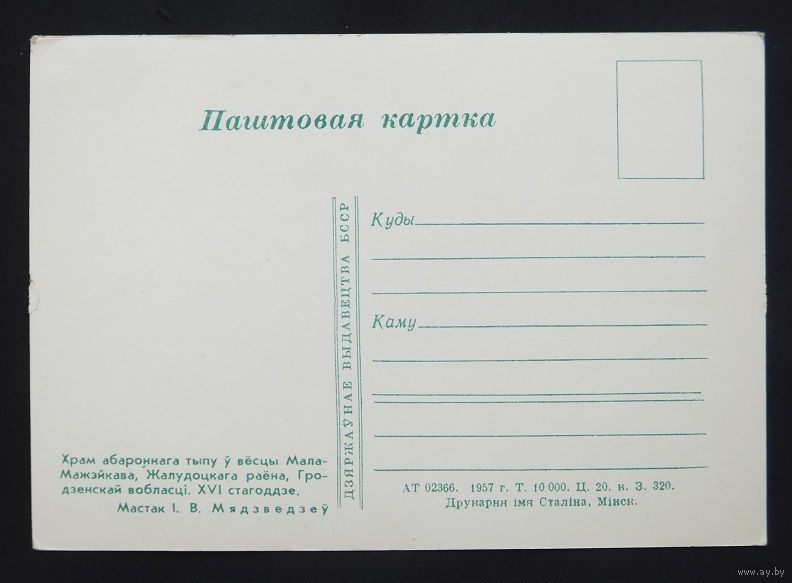 Паштовая картка
ДЗЯРЖАЎНАЕ ВЫДАВЕЦТВА БССР
Куды
Каму
Храм абароннага тыпу ў вёсцы Мала-
Мажэйкава, Жалудоцкага раёна, Гро-
дзенскай вобласці. XVI стагоддзе.
Мастак І. В. Мядзведзеў
АТ 02366. 1957 г. Т. 10 000. Ц. 20. к. З. 320.
Друкарня імя Сталіна, Мінск.
www.ay.by